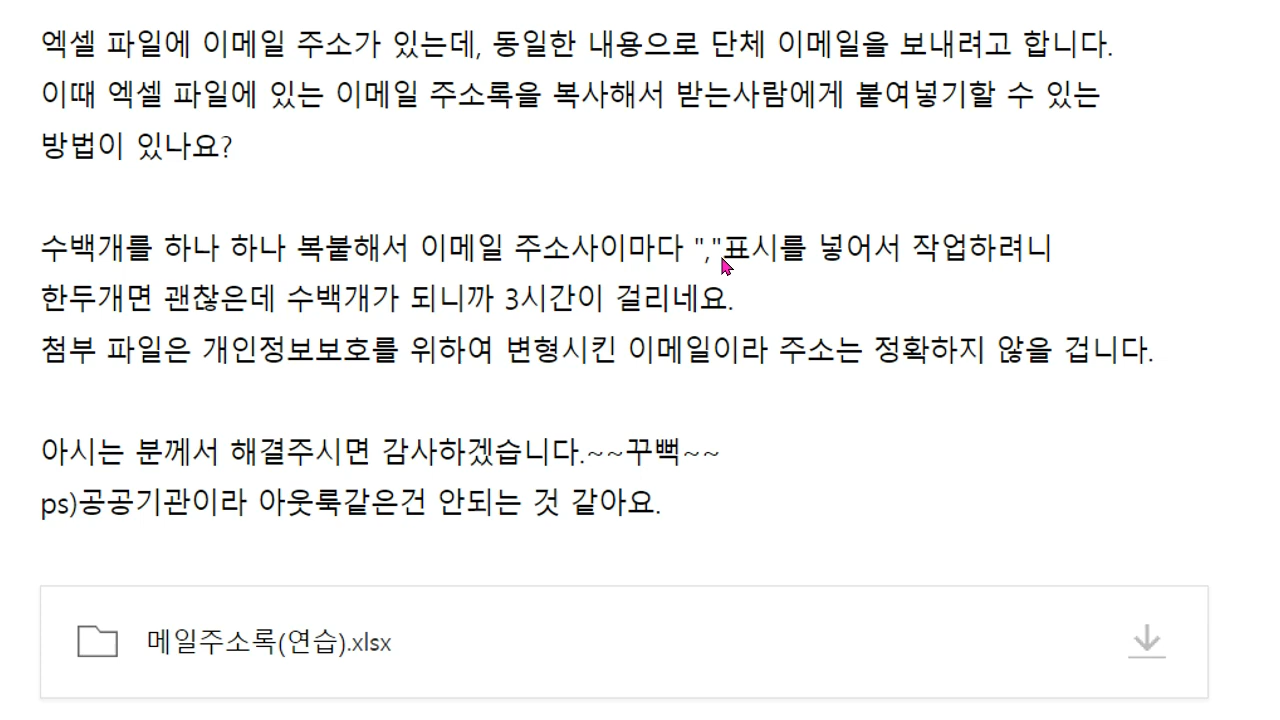 엑셀 파일에 이메일 주소가 있는데, 동일한 내용으로 단체 이메일을 보내려고 합니다.
이때 엑셀 파일에 있는 이메일 주소록을 복사해서 받는사람에게 붙여넣기할 수 있는
방법이 있나요?
수백개를 하나 하나 복붙해서 이메일 주소사이마다 ","표시를 넣어서 작업하려니
한두개면 괜찮은데 수백개가 되니까 3시간이 걸리네요.
첨부 파일은 개인정보보호를 위하여 변형시킨 이메일이라 주소는 정확하지 않을 겁니다.
아시는 분께서 해결주시면 감사하겠습니다.~~꾸뻑~~
ps)공공기관이라 아웃룩같은건 안되는 것 같아요.
메일주소록(연습).xlsx